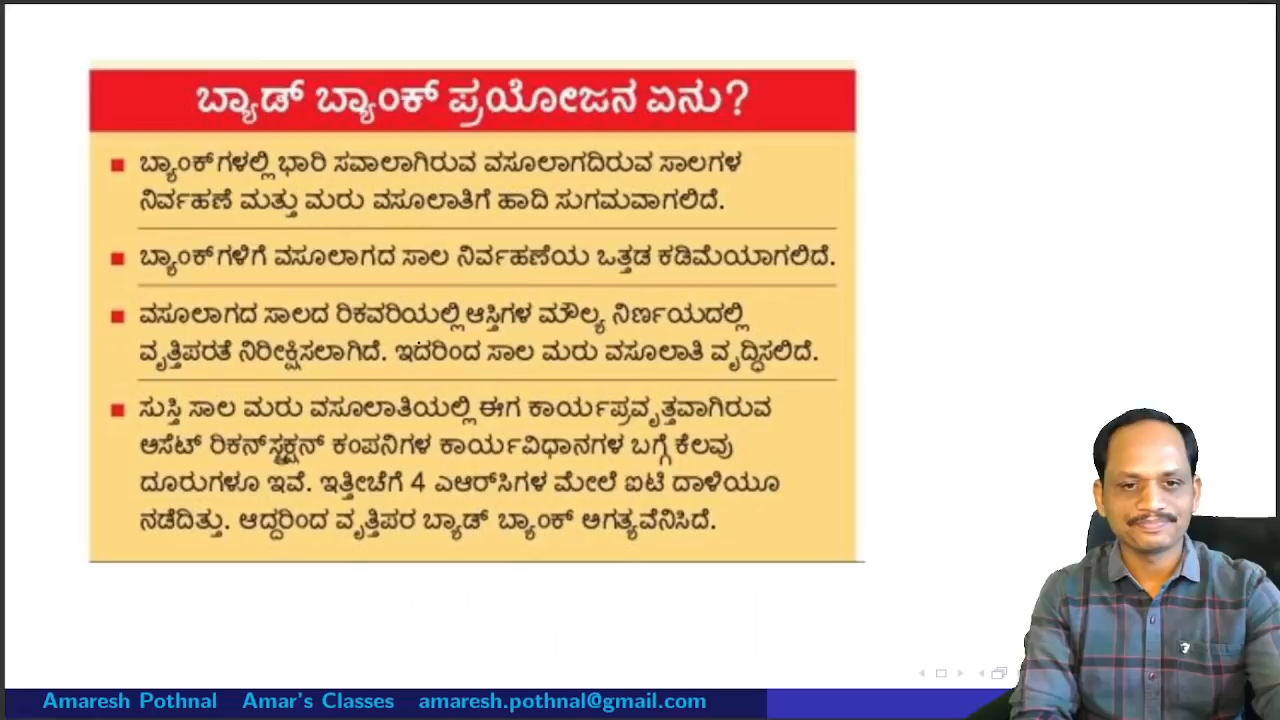 ಬ್ಯಾಡ್ ಬ್ಯಾಂಕ್ ಪ್ರಯೋಜನ ಏನು?
ಬ್ಯಾಂಕ್‌ಗಳಲ್ಲಿ ಭಾರಿ ಸವಾಲಾಗಿರುವ ವಸೂಲಾಗದಿರುವ ಸಾಲಗಳ
ನಿರ್ವಹಣೆ ಮತ್ತು ಮರು ವಸೂಲಾತಿಗೆ ಹಾದಿ ಸುಗಮವಾಗಲಿದೆ.
ಬ್ಯಾಂಕ್‌ಗಳಿಗೆ ವಸೂಲಾಗದ ಸಾಲ ನಿರ್ವಹಣೆಯ ಒತ್ತಡ ಕಡಿಮೆಯಾಗಲಿದೆ.
ವಸೂಲಾಗದ ಸಾಲದ ರಿಕವರಿಯಲ್ಲಿ ಆಸ್ತಿಗಳ ಮೌಲ್ಯ ನಿರ್ಣಯದಲ್ಲಿ
ವೃತ್ತಿಪರತೆ ನಿರೀಕ್ಷಿಸಲಾಗಿದೆ. ಇದರಿಂದ ಸಾಲ ಮರು ವಸೂಲಾತಿ ವೃದ್ಧಿಸಲಿದೆ.
ಸುಸ್ತಿ ಸಾಲ ಮರು ವಸೂಲಾತಿಯಲ್ಲಿ ಈಗ ಕಾರ್ಯಪ್ರವೃತ್ತವಾಗಿರುವ
ಅಸೆಟ್ ರಿಕನ್‌ಸ್ಟ್ರಕ್ಷನ್ ಕಂಪನಿಗಳ ಕಾರ್ಯವಿಧಾನಗಳ ಬಗ್ಗೆ ಕೆಲವು
ದೂರುಗಳೂ ಇವೆ. ಇತ್ತೀಚೆಗೆ 4 ಎಆರ್‌ಸಿಗಳ ಮೇಲೆ ಐಟಿ ದಾಳಿಯೂ
ನಡೆದಿತ್ತು. ಆದ್ದರಿಂದ ವೃತ್ತಿಪರ ಬ್ಯಾಡ್ ಬ್ಯಾಂಕ್ ಅಗತ್ಯವೆನಿಸಿದೆ.
Amaresh Pothnal Amar's Classes amaresh.pothnal@gmail.com